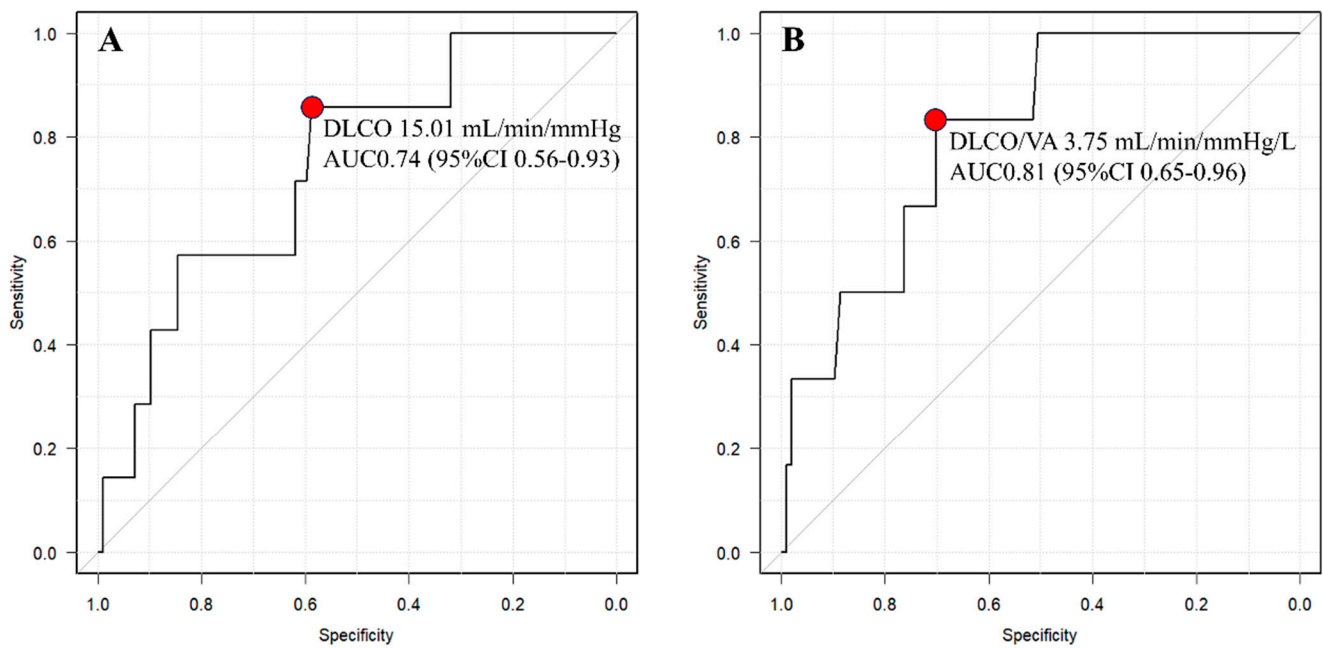 A
1.0
0.8
0.6
0.4
0.2
0.0
Sensitivity
DLCO 15.01 mL/min/mmHg
AUC0.74 (95%CI 0.56-0.93)
1.0 0.8 0.6 0.4 0.2 0.0
Specificity
B
1.0
0.8
0.6
0.4
0.2
0.0
Sensitivity
DLCO/VA 3.75 mL/min/mmHg/L
AUC0.81 (95%CI 0.65-0.96)
1.0 0.8 0.6 0.4 0.2 0.0
Specificity